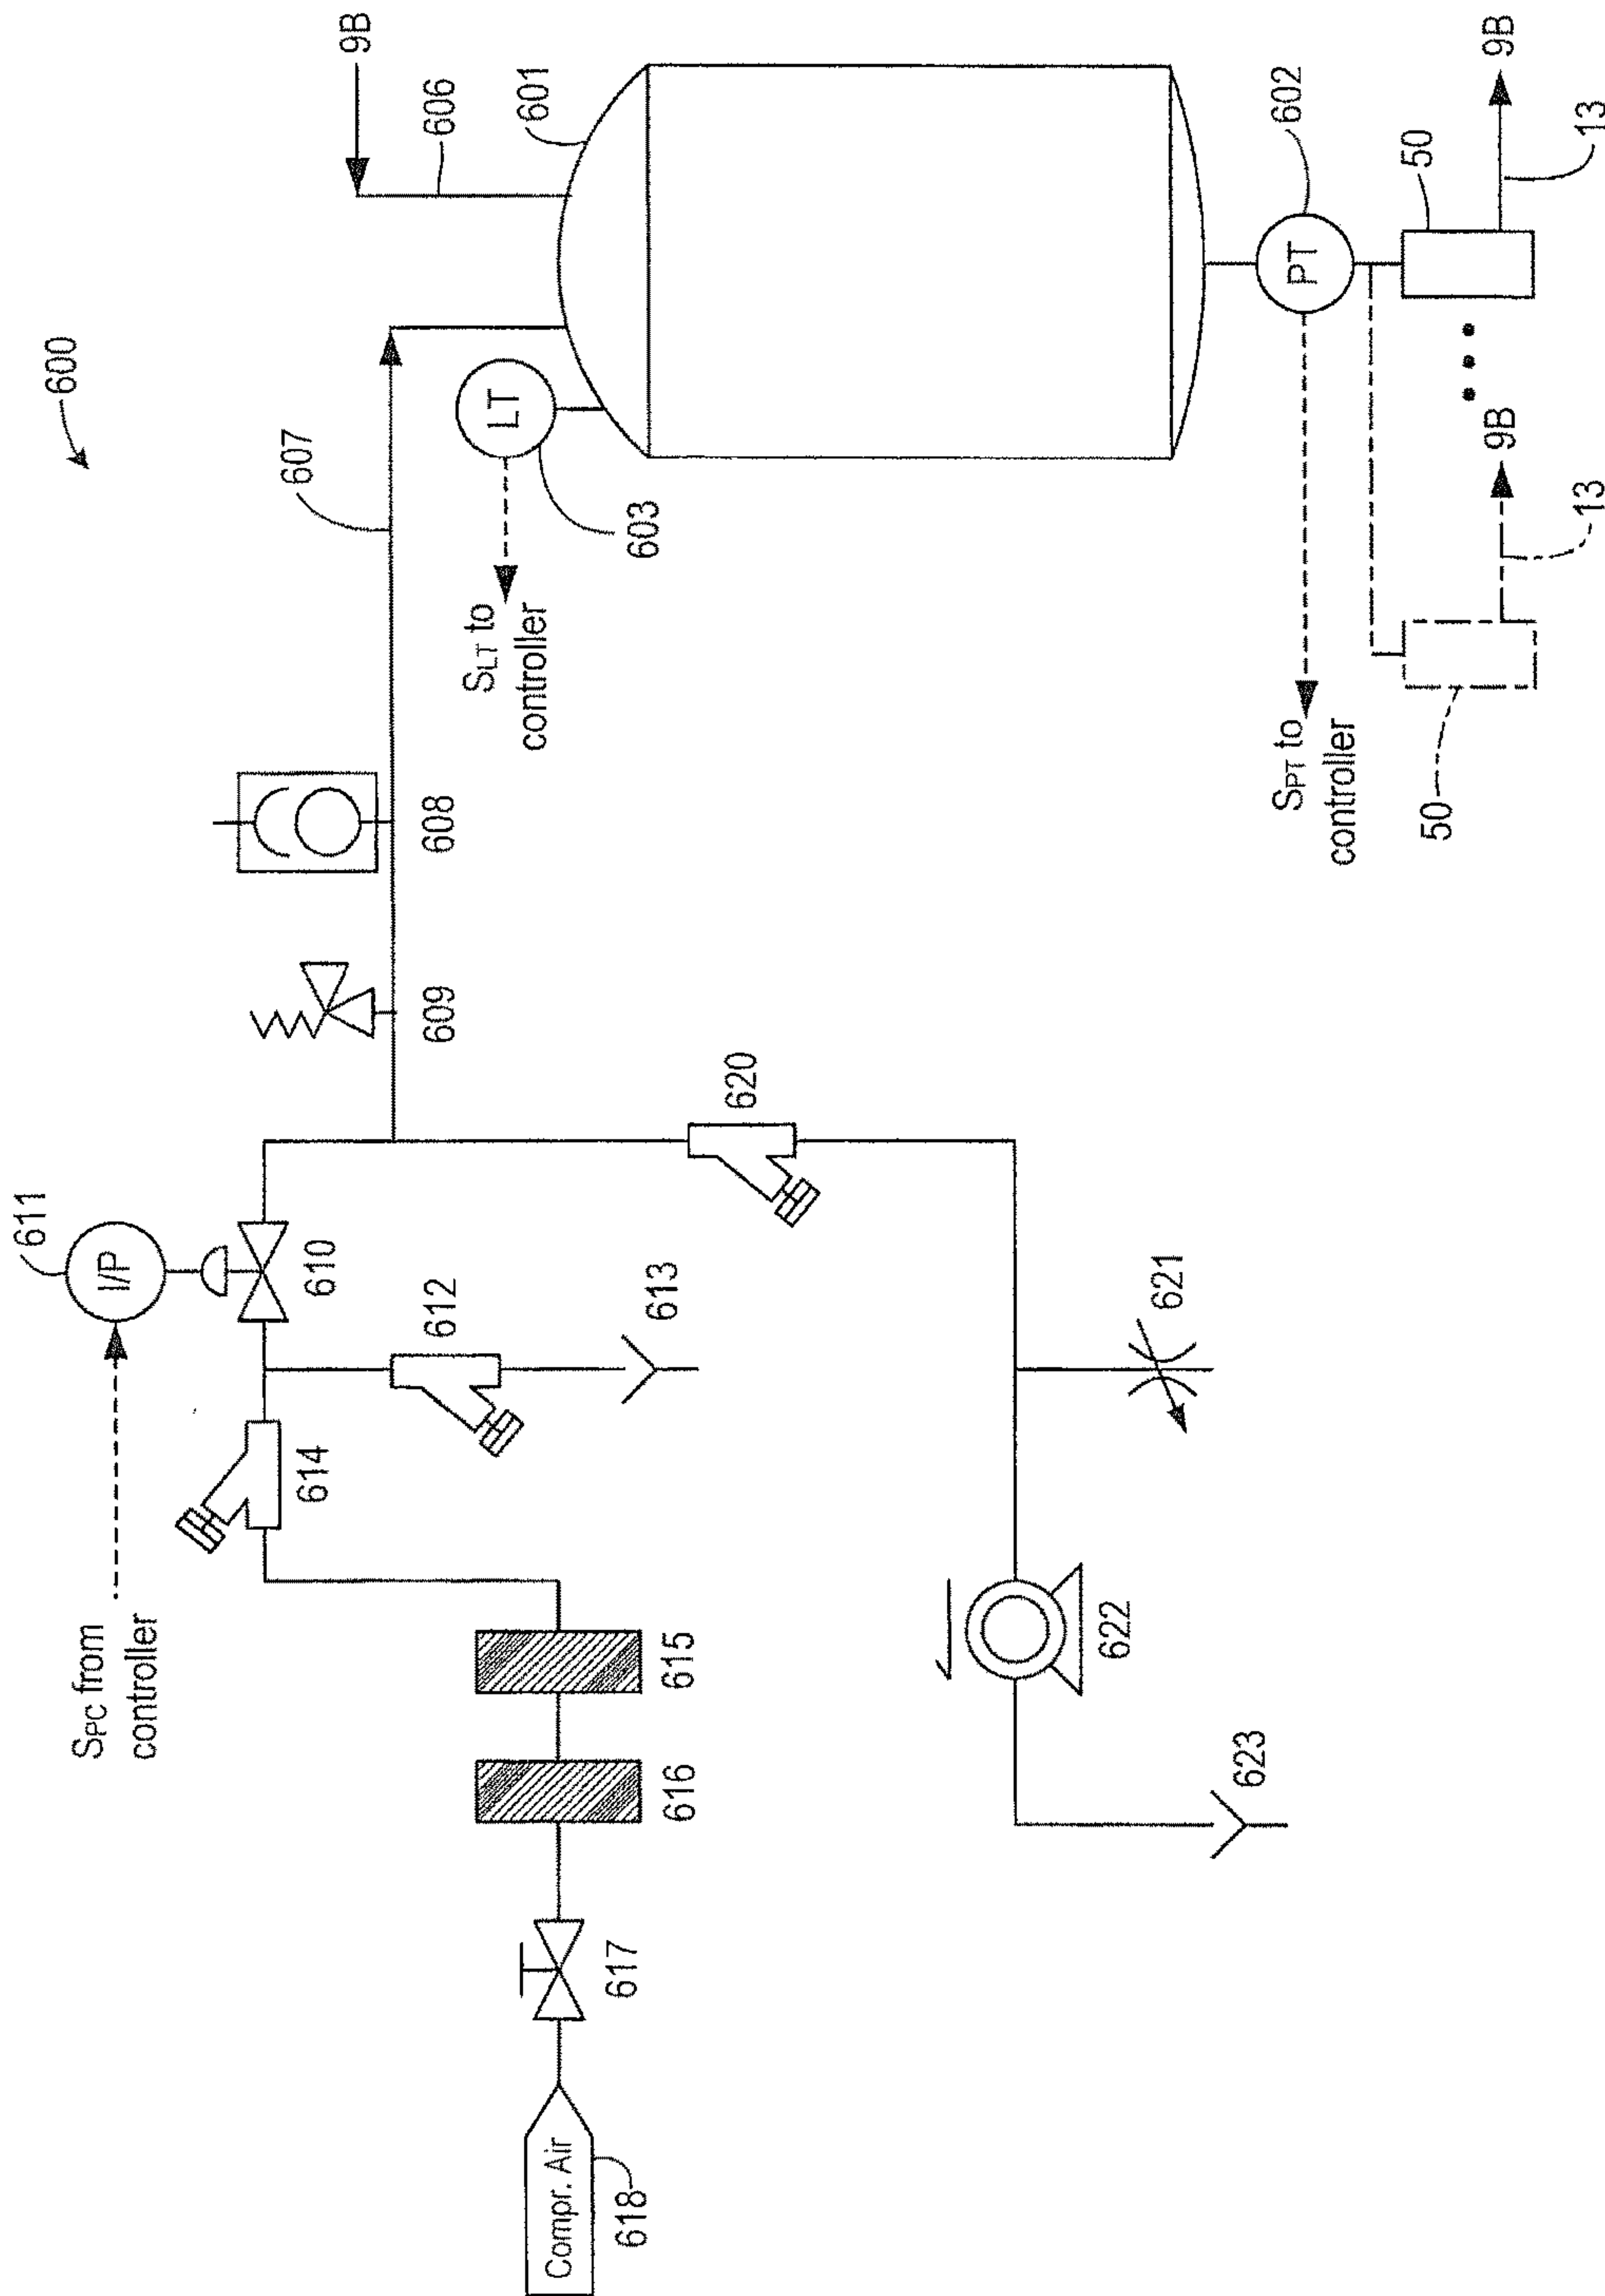 600
9B
606
601
607
LT
603
SLT to
controller
608
609
602
PT
SPT to
controller
50
9B
13
50
9B
13
611
I/P
610
SPC from
controller
612
613
614
620
615
616
617
Compr. Air
618
621
622
623